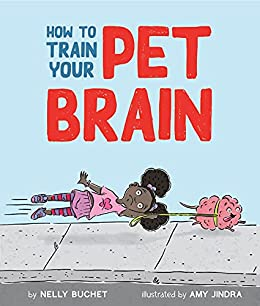 HOW TO
TRAIN
YOUR
PET
BRAIN
by NELLY BUCHET illustrated by AMY JINDRA